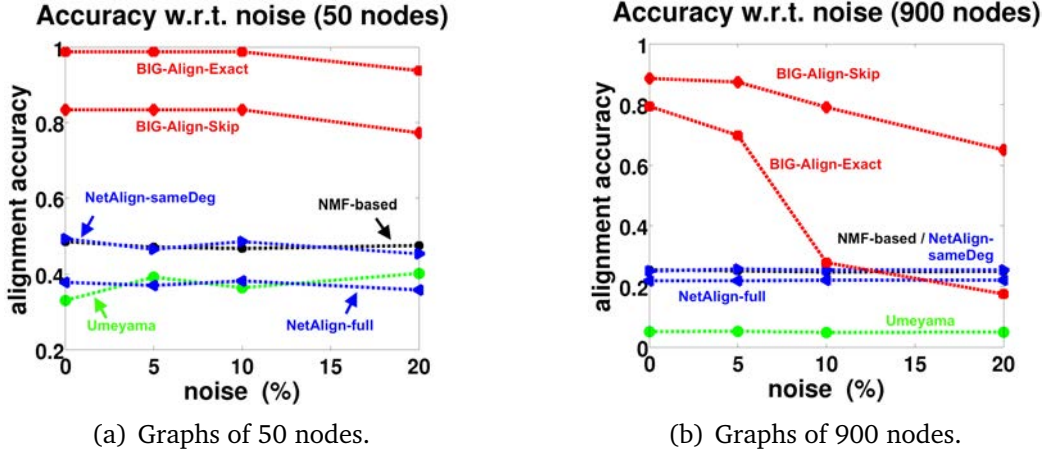 Accuracy w.r.t. noise (50 nodes)
1
0.8
0.6
0.4
0.2
alignment accuracy
BIG-Align-Exact
BIG-Align-Skip
NetAlign-sameDeg
NMF-based
Umeyama
NetAlign-full
0 5 10 15 20
noise (%)
(a) Graphs of 50 nodes.
Accuracy w.r.t. noise (900 nodes)
1
0.8
0.6
0.4
0.2
0
alignment accuracy
BIG-Align-Skip
BIG-Align-Exact
NMF-based / NetAlign-
sameDeg
NetAlign-full
Umeyama
0 5 10 15 20
noise (%)
(b) Graphs of 900 nodes.